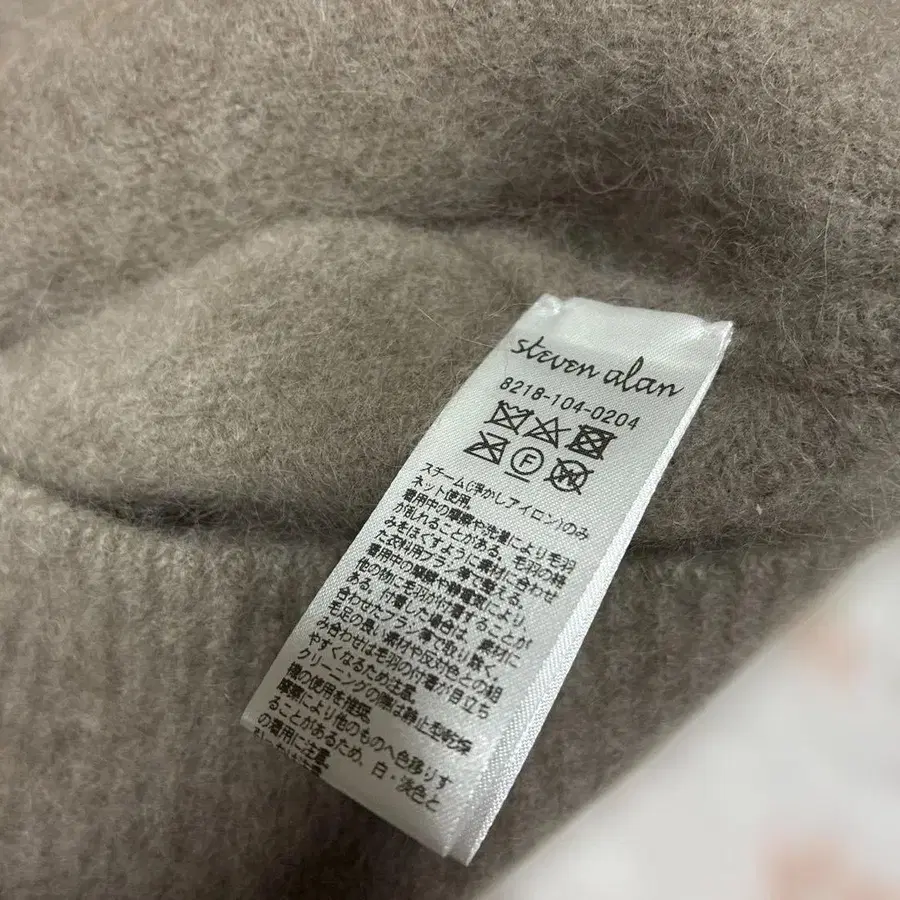 steven alan
8218-104-0204
F
W
スチーム(浮かしアイロン)のみ
ネット使用。
着用中の摩擦や洗濯により毛羽
が乱れることがある。毛羽の絡
みをほぐすように素材に合わせ
た衣料用ブラシ等で整える。
着用中の摩擦や静電気により、
他の物に毛羽が付着することが
ある。付着した場合は、素材に
合わせたブラシ等で取り除く。
毛足の長い素材や反対色との組
み合わせは毛羽の付着が目立ち
やすくなるため注意。
クリーニングの際は静止型乾燥
機の使用を確認。
摩擦により他のものへ色移りす
ることがあるため、白・淡色と
の着用に注意。